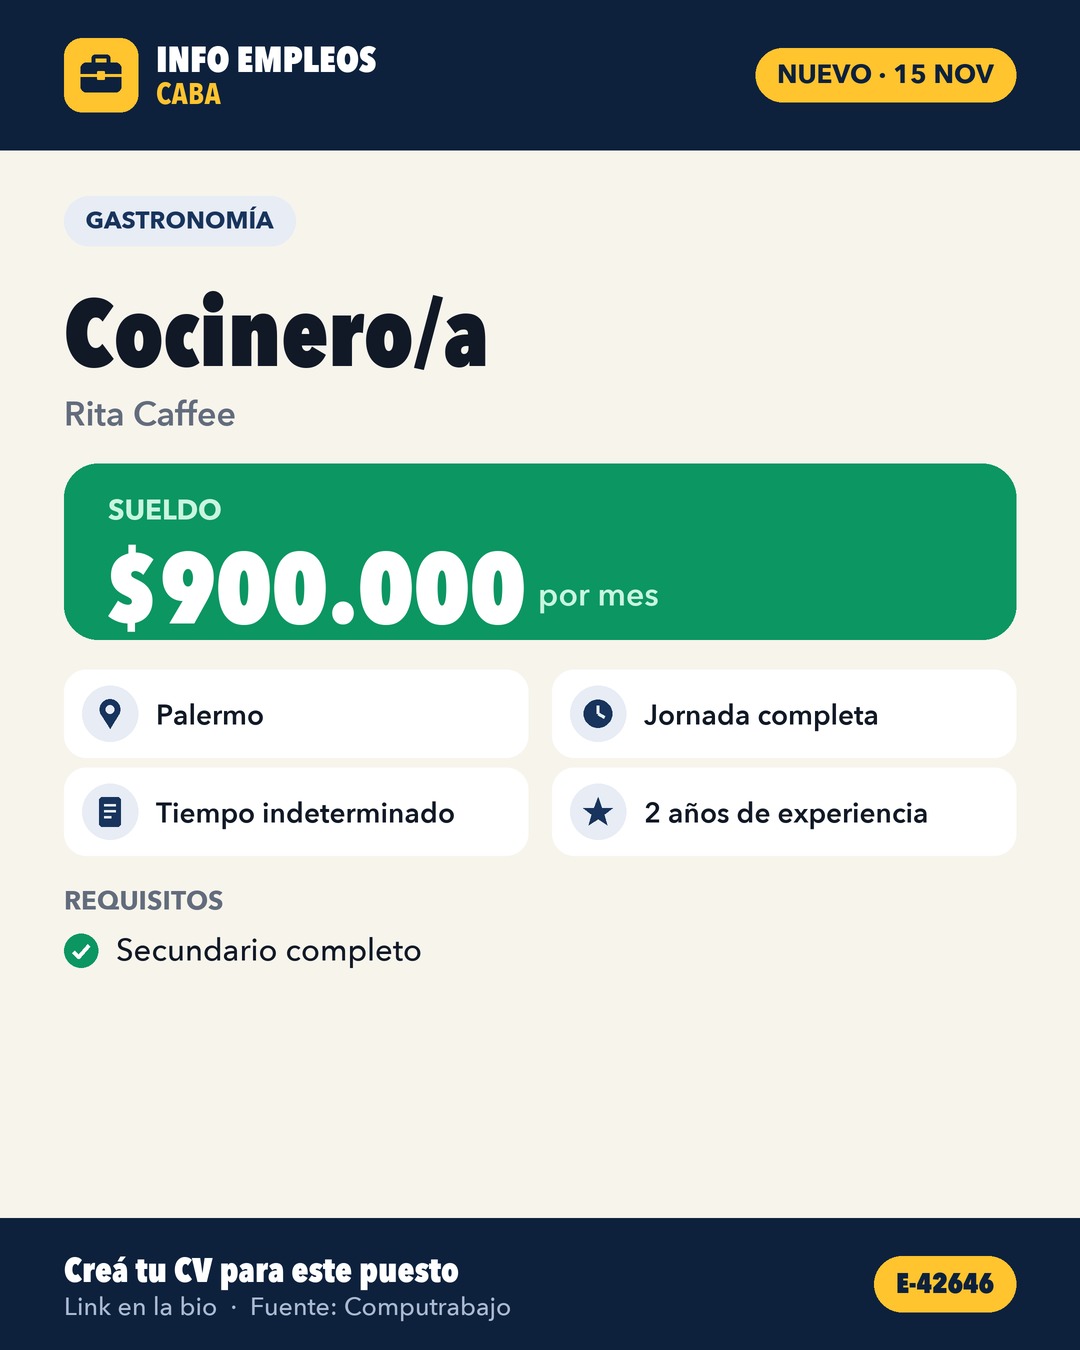 INFO EMPLEOS
CABA
NUEVO · 15 NOV
GASTRONOMÍA
Cocinero/a
Rita Caffee
SUELDO
$900.000 por mes
Palermo
Jornada completa
Tiempo indeterminado
2 años de experiencia
REQUISITOS
Secundario completo
Creá tu CV para este puesto
Link en la bio · Fuente: Computrabajo
E-42646